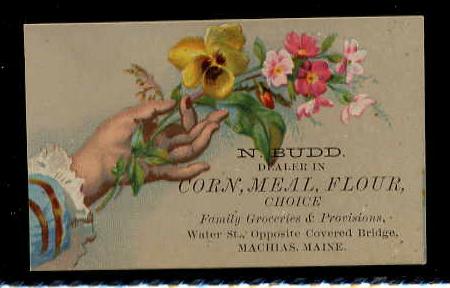 N. BUDD.
DEALER IN
CORN, MEAL, FLOUR,
CHOICE
Family Groceries & Provisions,
Water St., Opposite Covered Bridge,
MACHIAS, MAINE.